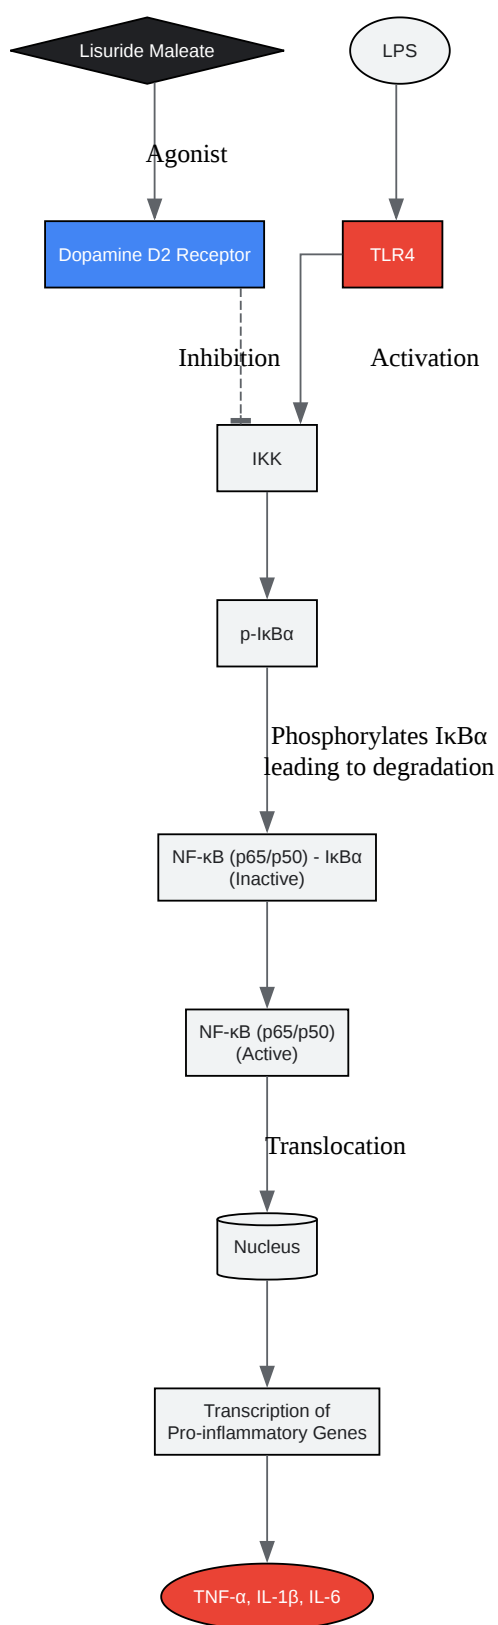 Lisuride Maleate
LPS
Agonist
Dopamine D2 Receptor
TLR4
Inhibition
Activation
IKK
p-IκBα
Phosphorylates IκBα
leading to degradation
NF-κB (p65/p50) - IκBα
(Inactive)
NF-κB (p65/p50)
(Active)
Translocation
Nucleus
Transcription of
Pro-inflammatory Genes
TNF-α, IL-1β, IL-6